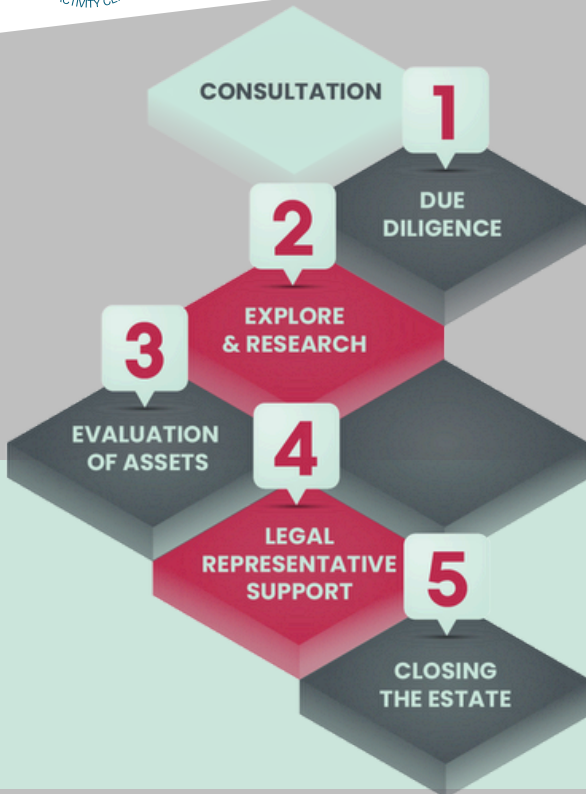 CONSULTATION
1
DUE
DILIGENCE
2
EXPLORE
& RESEARCH
3
EVALUATION
OF ASSETS
4
LEGAL
REPRESENTATIVE
SUPPORT
5
CLOSING
THE ESTATE